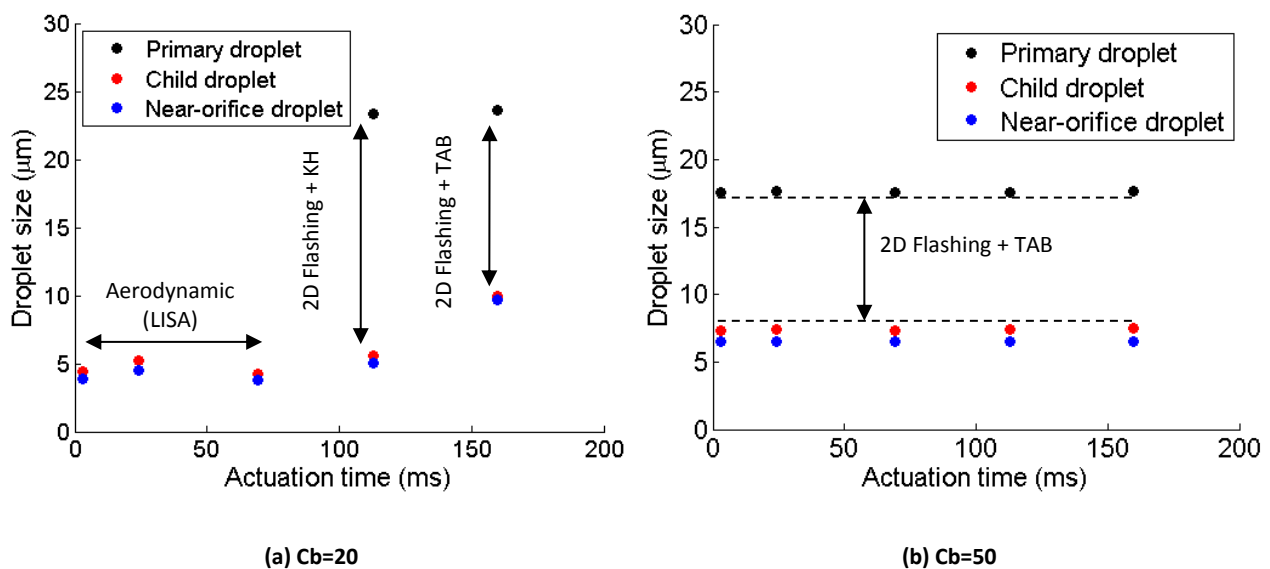 30
25
20
15
10
5
0
Droplet size (μm)
Primary droplet
Child droplet
Near-orifice droplet
Aerodynamic
(LISA)
2D Flashing + KH
2D Flashing + TAB
0
50
100
150
200
Actuation time (ms)
(a) Cb=20
30
25
20
15
10
5
0
Droplet size (μm)
Primary droplet
Child droplet
Near-orifice droplet
2D Flashing + TAB
0
50
100
150
200
Actuation time (ms)
(b) Cb=50